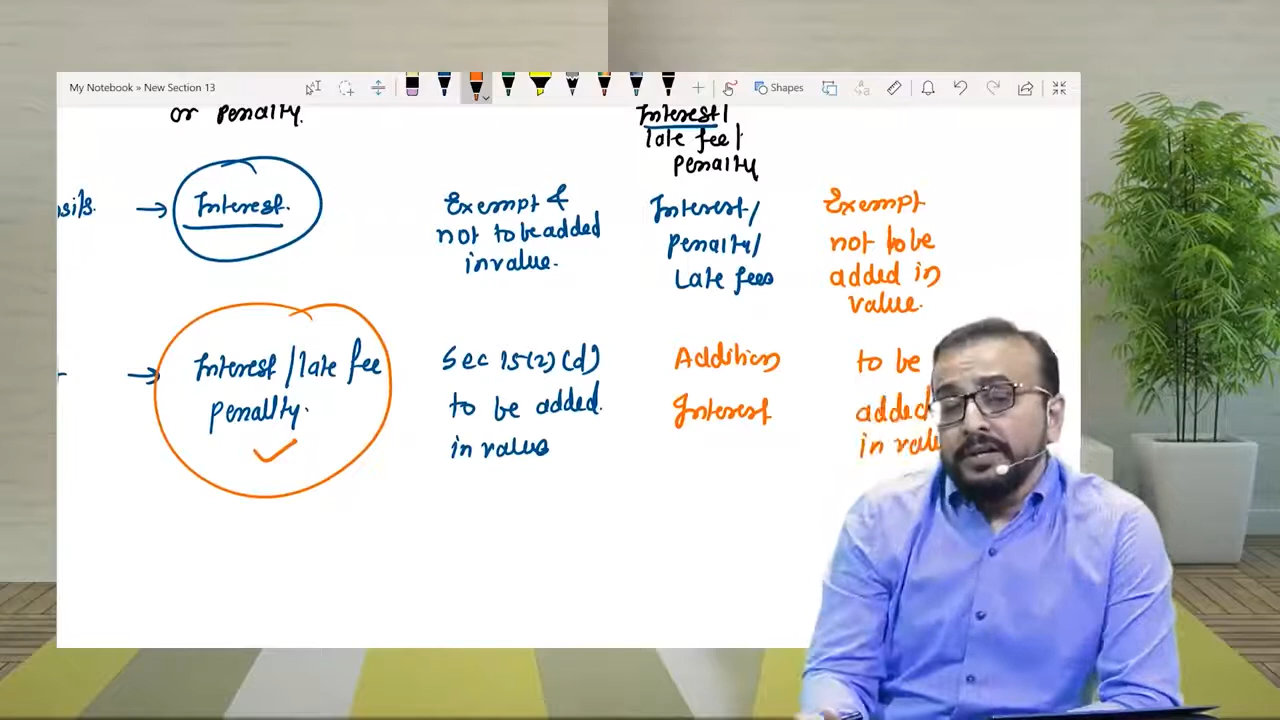 My Notebook » New Section 13
Shapes
or Penalty.
Interest/
late fee/
Penalty
Interest.
Exempt &
not to be added
in value.
Interest/
Penalty/
Late fees
Exempt
not to be
added in
value.
Interest/late fee
penalty.
Sec 15(2)(d)
to be added.
in value
Addition
Interest
to be
added
in value